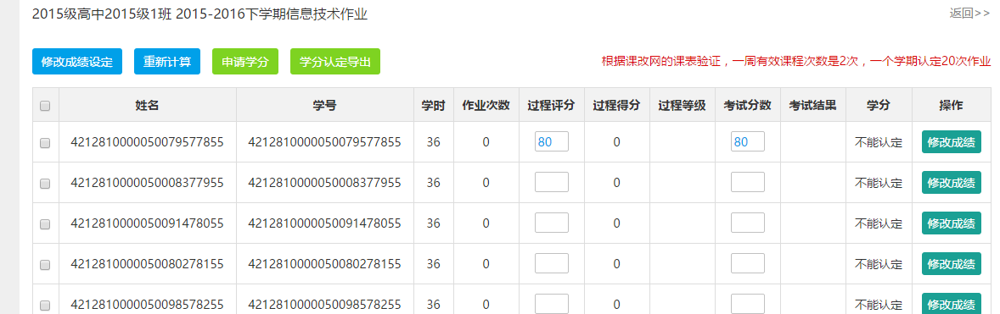 2015级高中2015级1班 2015-2016下学期信息技术作业 返回>>
修改成绩设定 重新计算 申请学分 学分认定导出 根据课改网的课表验证，一周有效课程次数是2次，一个学期认定20次作业
姓名 学号 学时 作业次数 过程评分 过程得分 过程等级 考试分数 考试结果 学分 操作
4212810000050079577855 4212810000050079577855 36 0 80 0 80 不能认定 修改成绩
4212810000050008377955 4212810000050008377955 36 0 0 不能认定 修改成绩
4212810000050091478055 4212810000050091478055 36 0 0 不能认定 修改成绩
4212810000050080278155 4212810000050080278155 36 0 0 不能认定 修改成绩
4212810000050098578255 4212810000050098578255 36 0 0 不能认定 修改成绩